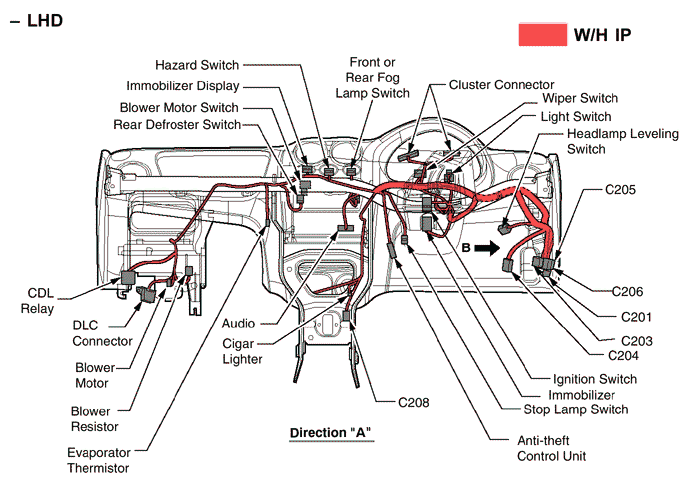 – LHD
W/H IP
Hazard Switch
Immobilizer Display
Blower Motor Switch
Rear Defroster Switch
Front or
Rear Fog
Lamp Switch
Cluster Connector
Wiper Switch
Light Switch
Headlamp Leveling
Switch
C205
B
C206
C201
C203
C204
CDL
Relay
DLC
Connector
Blower
Motor
Blower
Resistor
Evaporator
Thermistor
Audio
Cigar
Lighter
C208
Ignition Switch
Immobilizer
Stop Lamp Switch
Anti-theft
Control Unit
Direction "A"